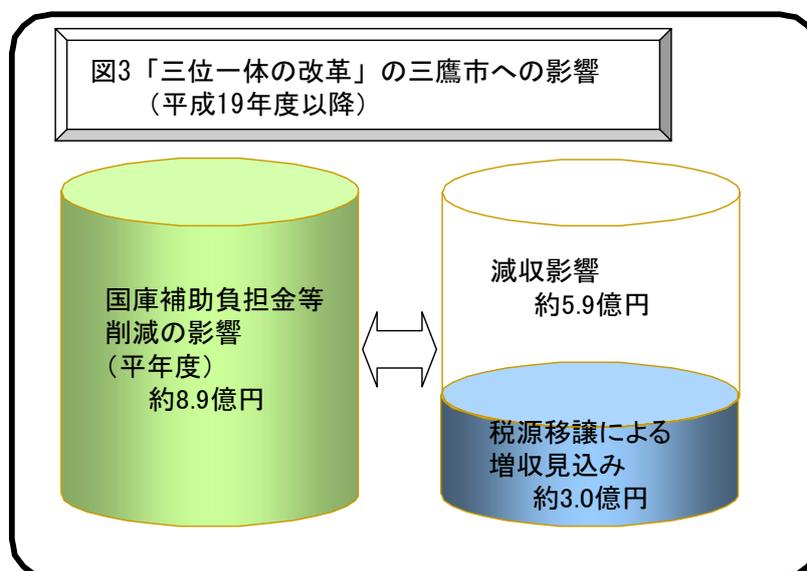 図3「三位一体の改革」の三鷹市への影響
（平成19年度以降）
国庫補助負担金等
削減の影響
（平年度）
約8.9億円
減収影響
約5.9億円
税源移譲による
増収見込み
約3.0億円